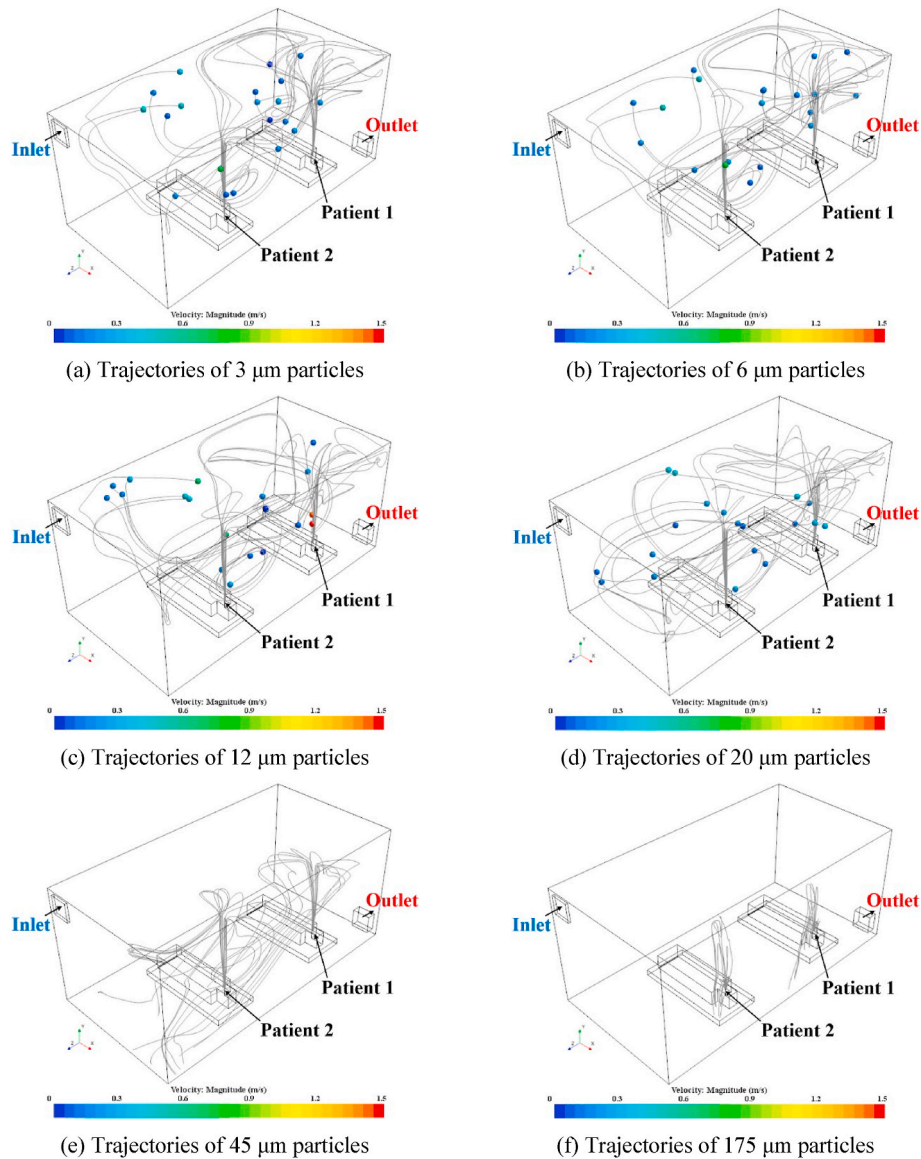 Outlet
Inlet
Patient 1
Patient 2
Velocity: Magnitude (m/s)
0 0.3 0.6 0.9 1.2 1.5
(a) Trajectories of 3 μm particles
Outlet
Inlet
Patient 1
Patient 2
Velocity: Magnitude (m/s)
0 0.3 0.6 0.9 1.2 1.5
(b) Trajectories of 6 μm particles
Outlet
Inlet
Patient 1
Patient 2
Velocity: Magnitude (m/s)
0 0.3 0.6 0.9 1.2 1.5
(c) Trajectories of 12 μm particles
Outlet
Inlet
Patient 1
Patient 2
Velocity: Magnitude (m/s)
0 0.3 0.6 0.9 1.2 1.5
(d) Trajectories of 20 μm particles
Outlet
Inlet
Patient 1
Patient 2
Velocity: Magnitude (m/s)
0 0.3 0.6 0.9 1.2 1.5
(e) Trajectories of 45 μm particles
Outlet
Inlet
Patient 1
Patient 2
Velocity: Magnitude (m/s)
0 0.3 0.6 0.9 1.2 1.5
(f) Trajectories of 175 μm particles